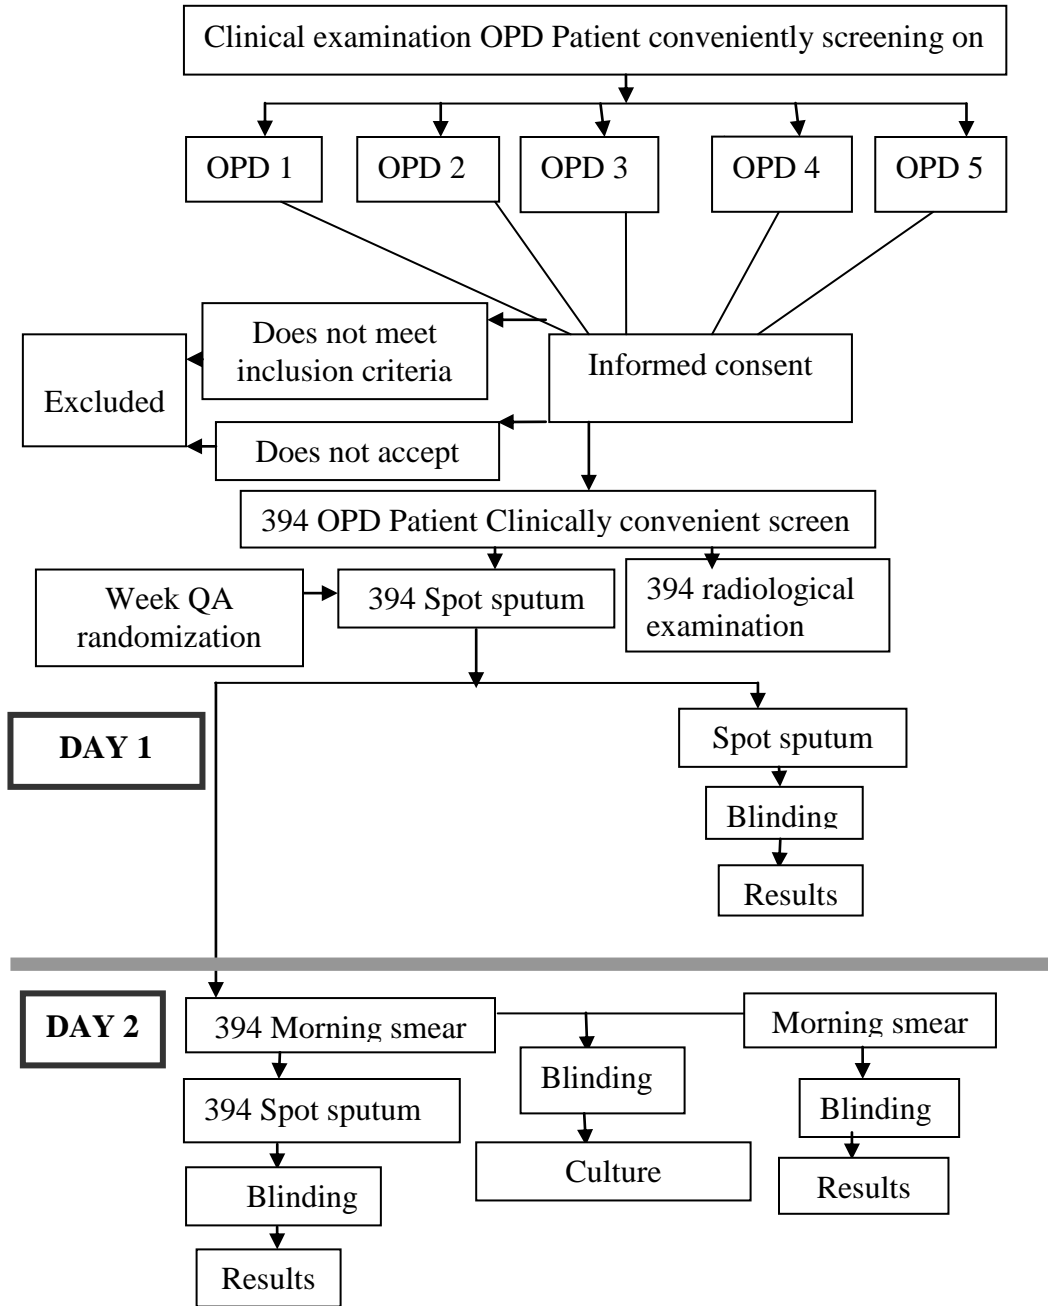 Clinical examination OPD Patient conveniently screening on
OPD 1
OPD 2
OPD 3
OPD 4
OPD 5
Does not meet
inclusion criteria
Informed consent
Excluded
Does not accept
394 OPD Patient Clinically convenient screen
Week QA
randomization
394 Spot sputum
394 radiological
examination
DAY 1
Spot sputum
Blinding
Results
DAY 2
394 Morning smear
Morning smear
394 Spot sputum
Blinding
Blinding
Culture
Blinding
Results
Results